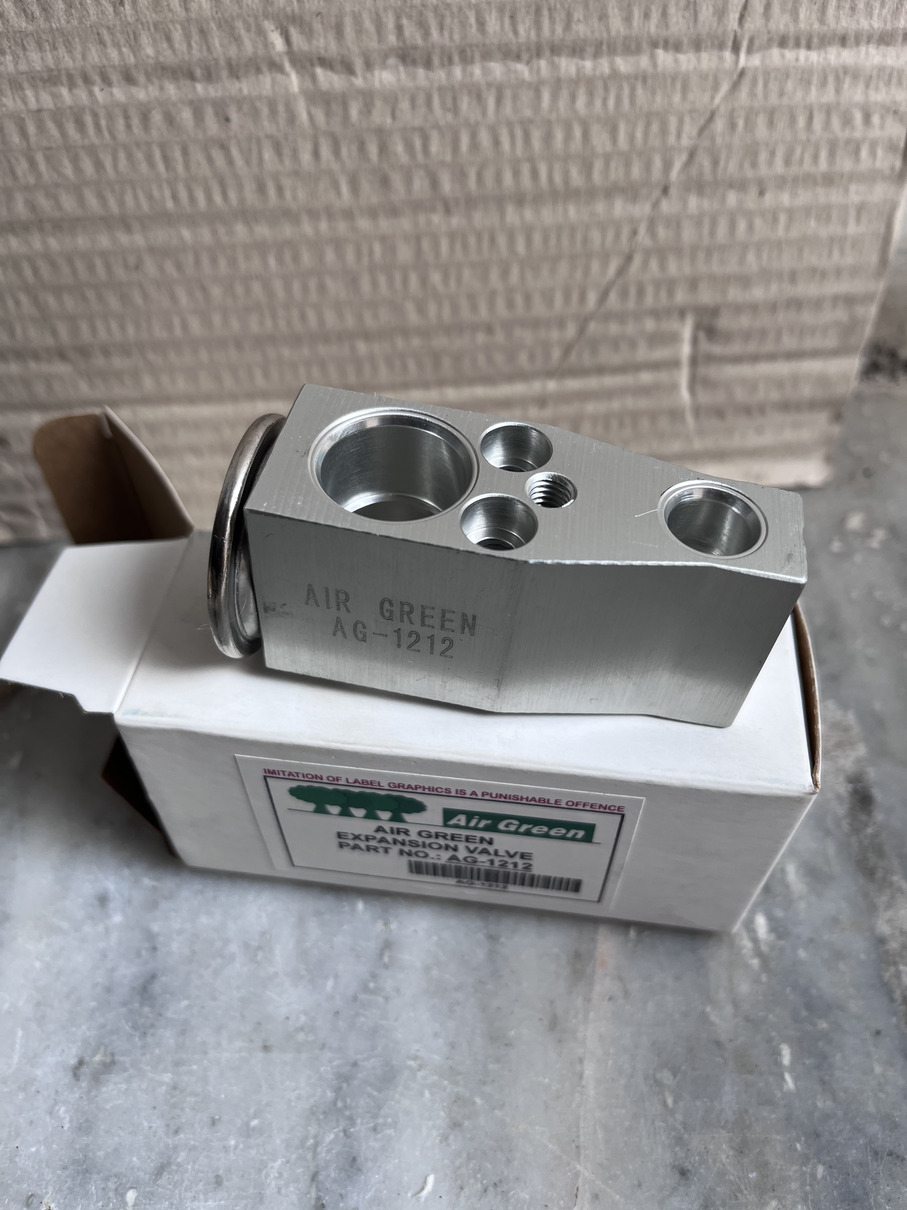 AIR GREEN
AG-1212
IMITATION OF LABEL GRAPHICS IS A PUNISHABLE OFFENCE
Air Green
AIR GREEN
EXPANSION VALVE
PART NO.: AG-1212
AG-1212